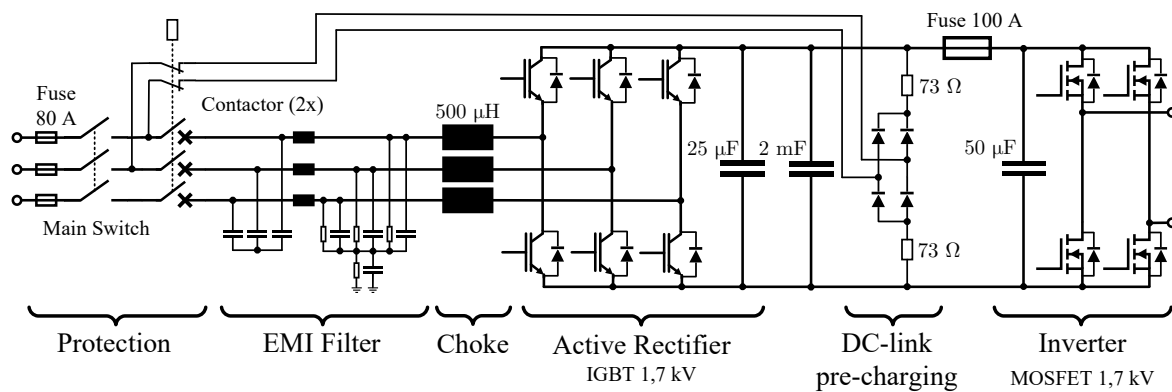 Fuse 100 A
Fuse
80 A
Contactor (2x)
500 µH
73 Ω
25 µF
2 mF
50 µF
Main Switch
73 Ω
Protection
EMI Filter
Choke
Active Rectifier
IGBT 1,7 kV
DC-link
pre-charging
Inverter
MOSFET 1,7 kV